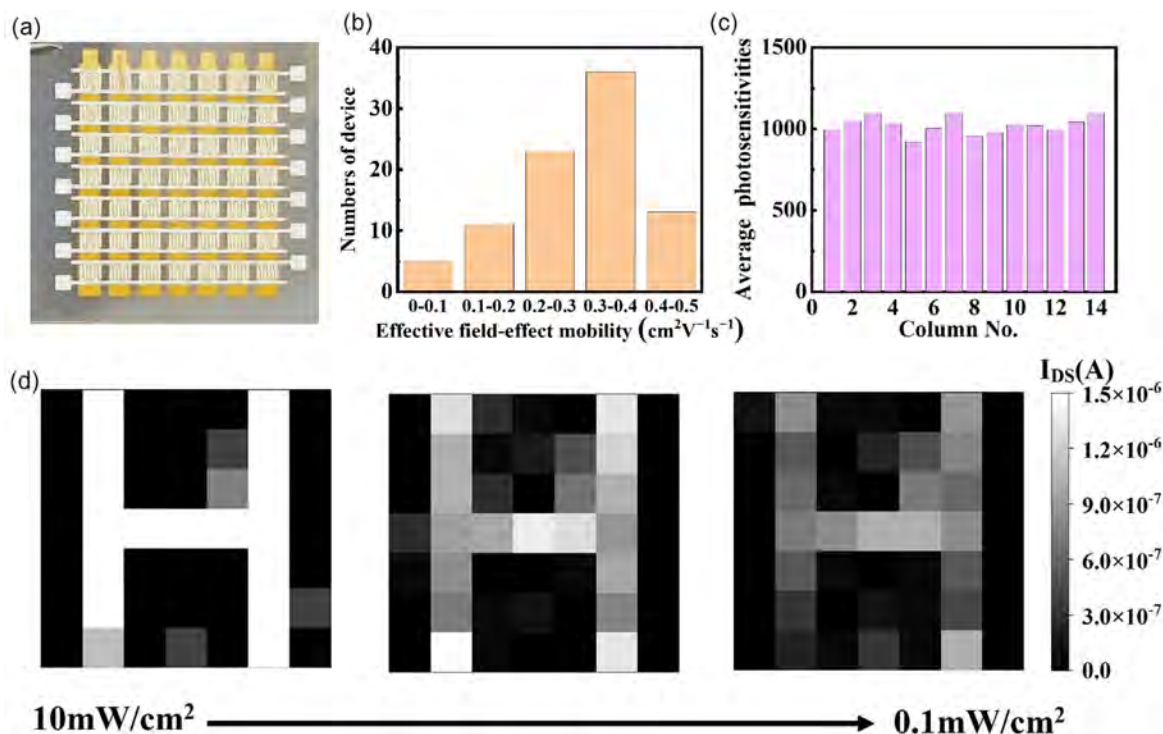 (a)
(b)
40
30
20
10
0
Numbers of device
0-0.1 0.1-0.2 0.2-0.3 0.3-0.4 0.4-0.5
Effective field-effect mobility (cm²V⁻¹s⁻¹)
(c)
1500
1000
500
0
Average photosensitivities
0 2 4 6 8 10 12 14
Column No.
(d)
I_DS(A)
1.5×10⁻⁶
1.2×10⁻⁶
9.0×10⁻⁷
6.0×10⁻⁷
3.0×10⁻⁷
0.0
10mW/cm² 0.1mW/cm²